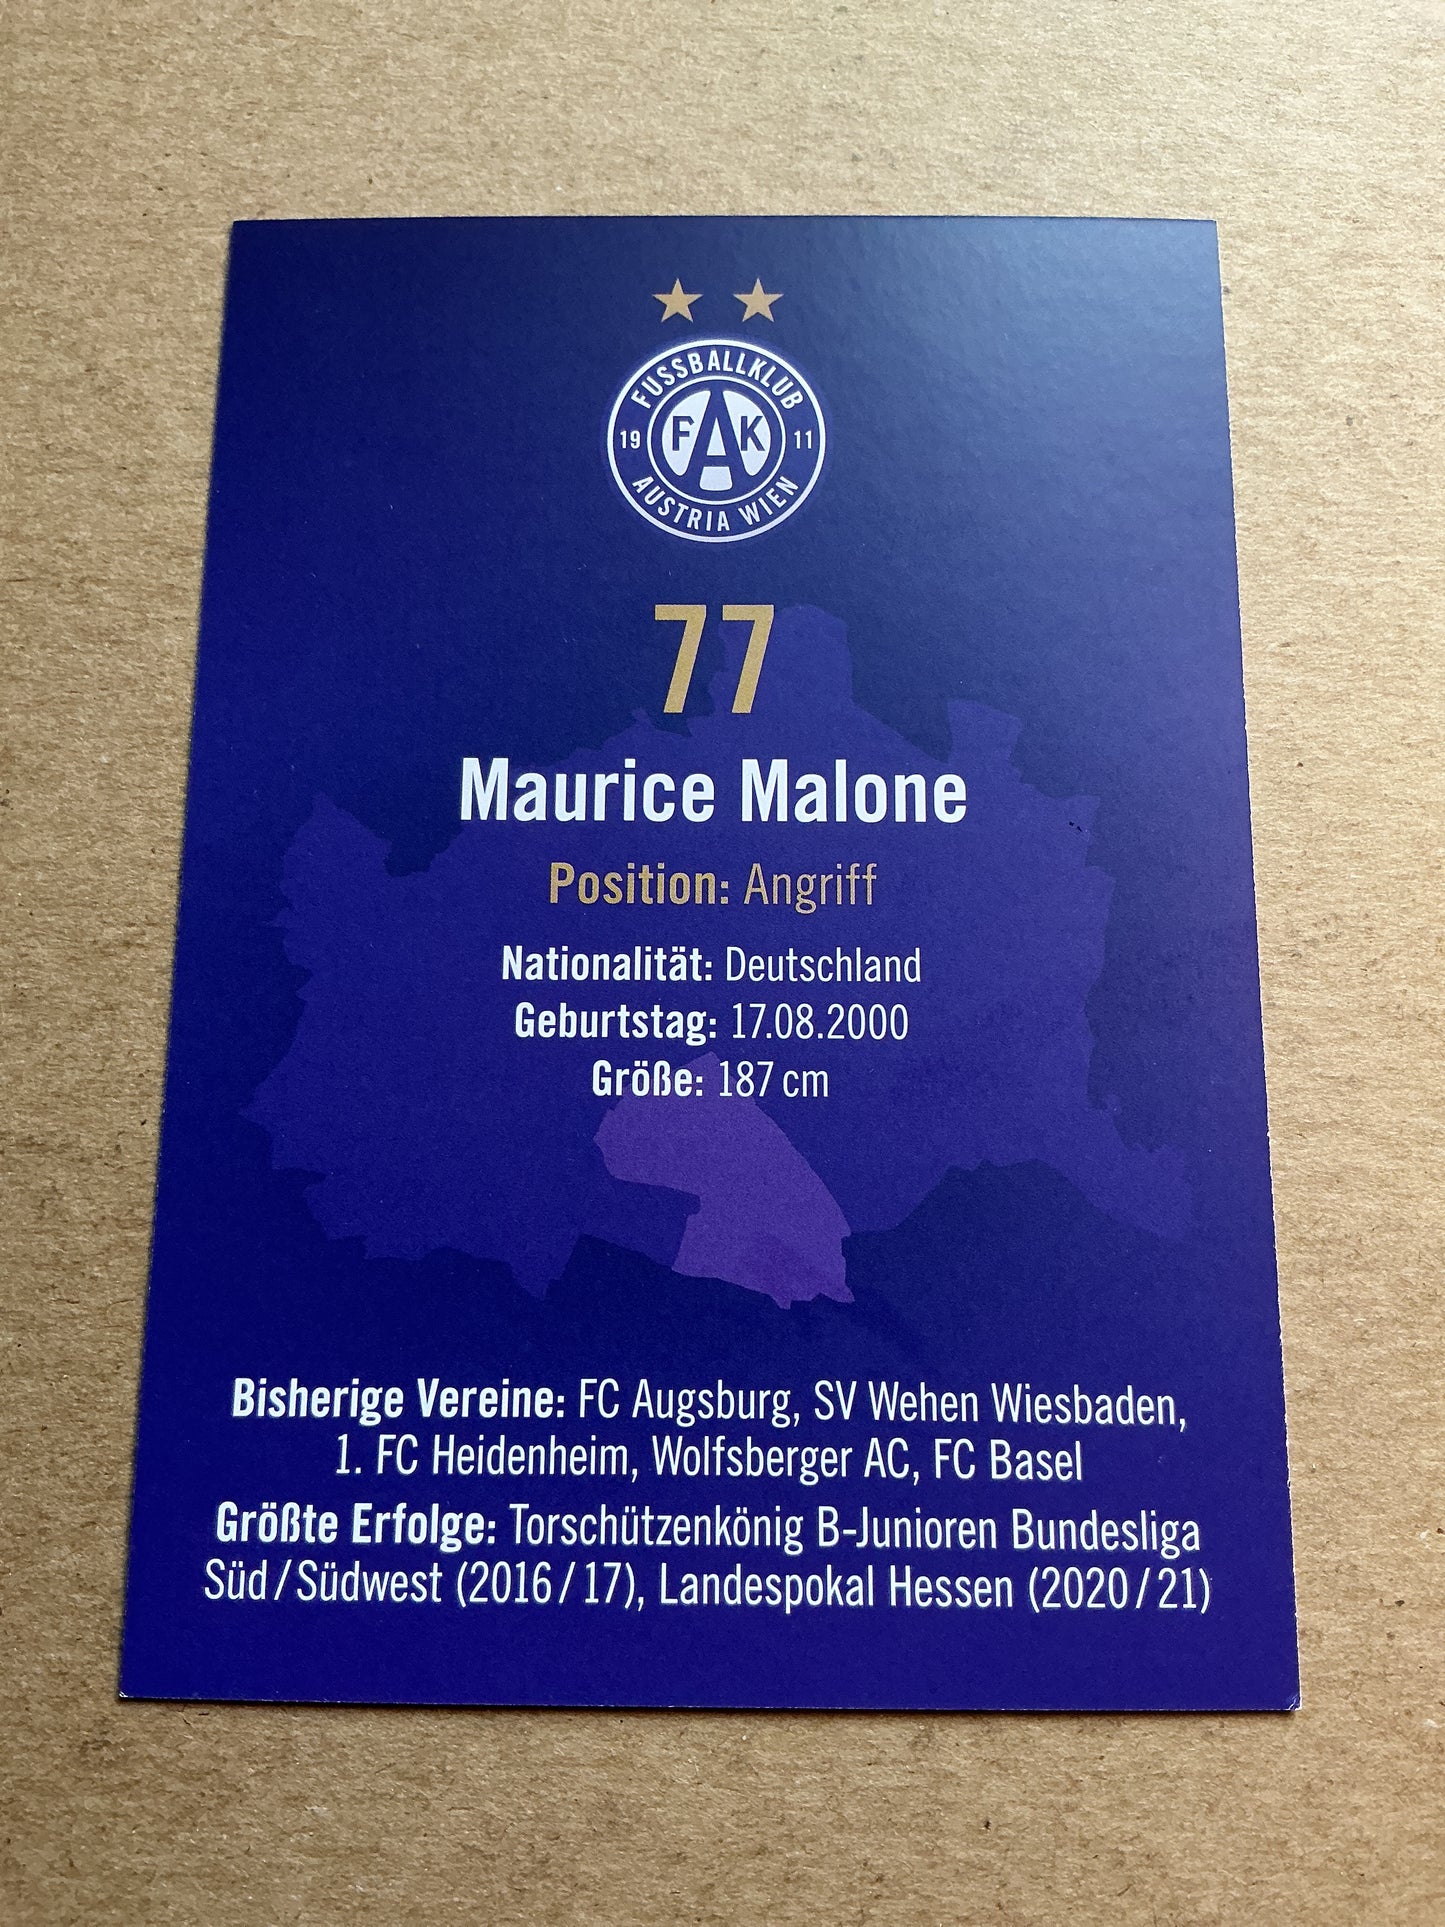 FUSSBALLKLUB
19 FAK 11
AUSTRIA WIEN
77
Maurice Malone
Position: Angriff
Nationalität: Deutschland
Geburtstag: 17.08.2000
Größe: 187 cm
Bisherige Vereine: FC Augsburg, SV Wehen Wiesbaden,
1. FC Heidenheim, Wolfsberger AC, FC Basel
Größte Erfolge: Torschützenkönig B-Junioren Bundesliga
Süd/Südwest (2016/17), Landespokal Hessen (2020/21)